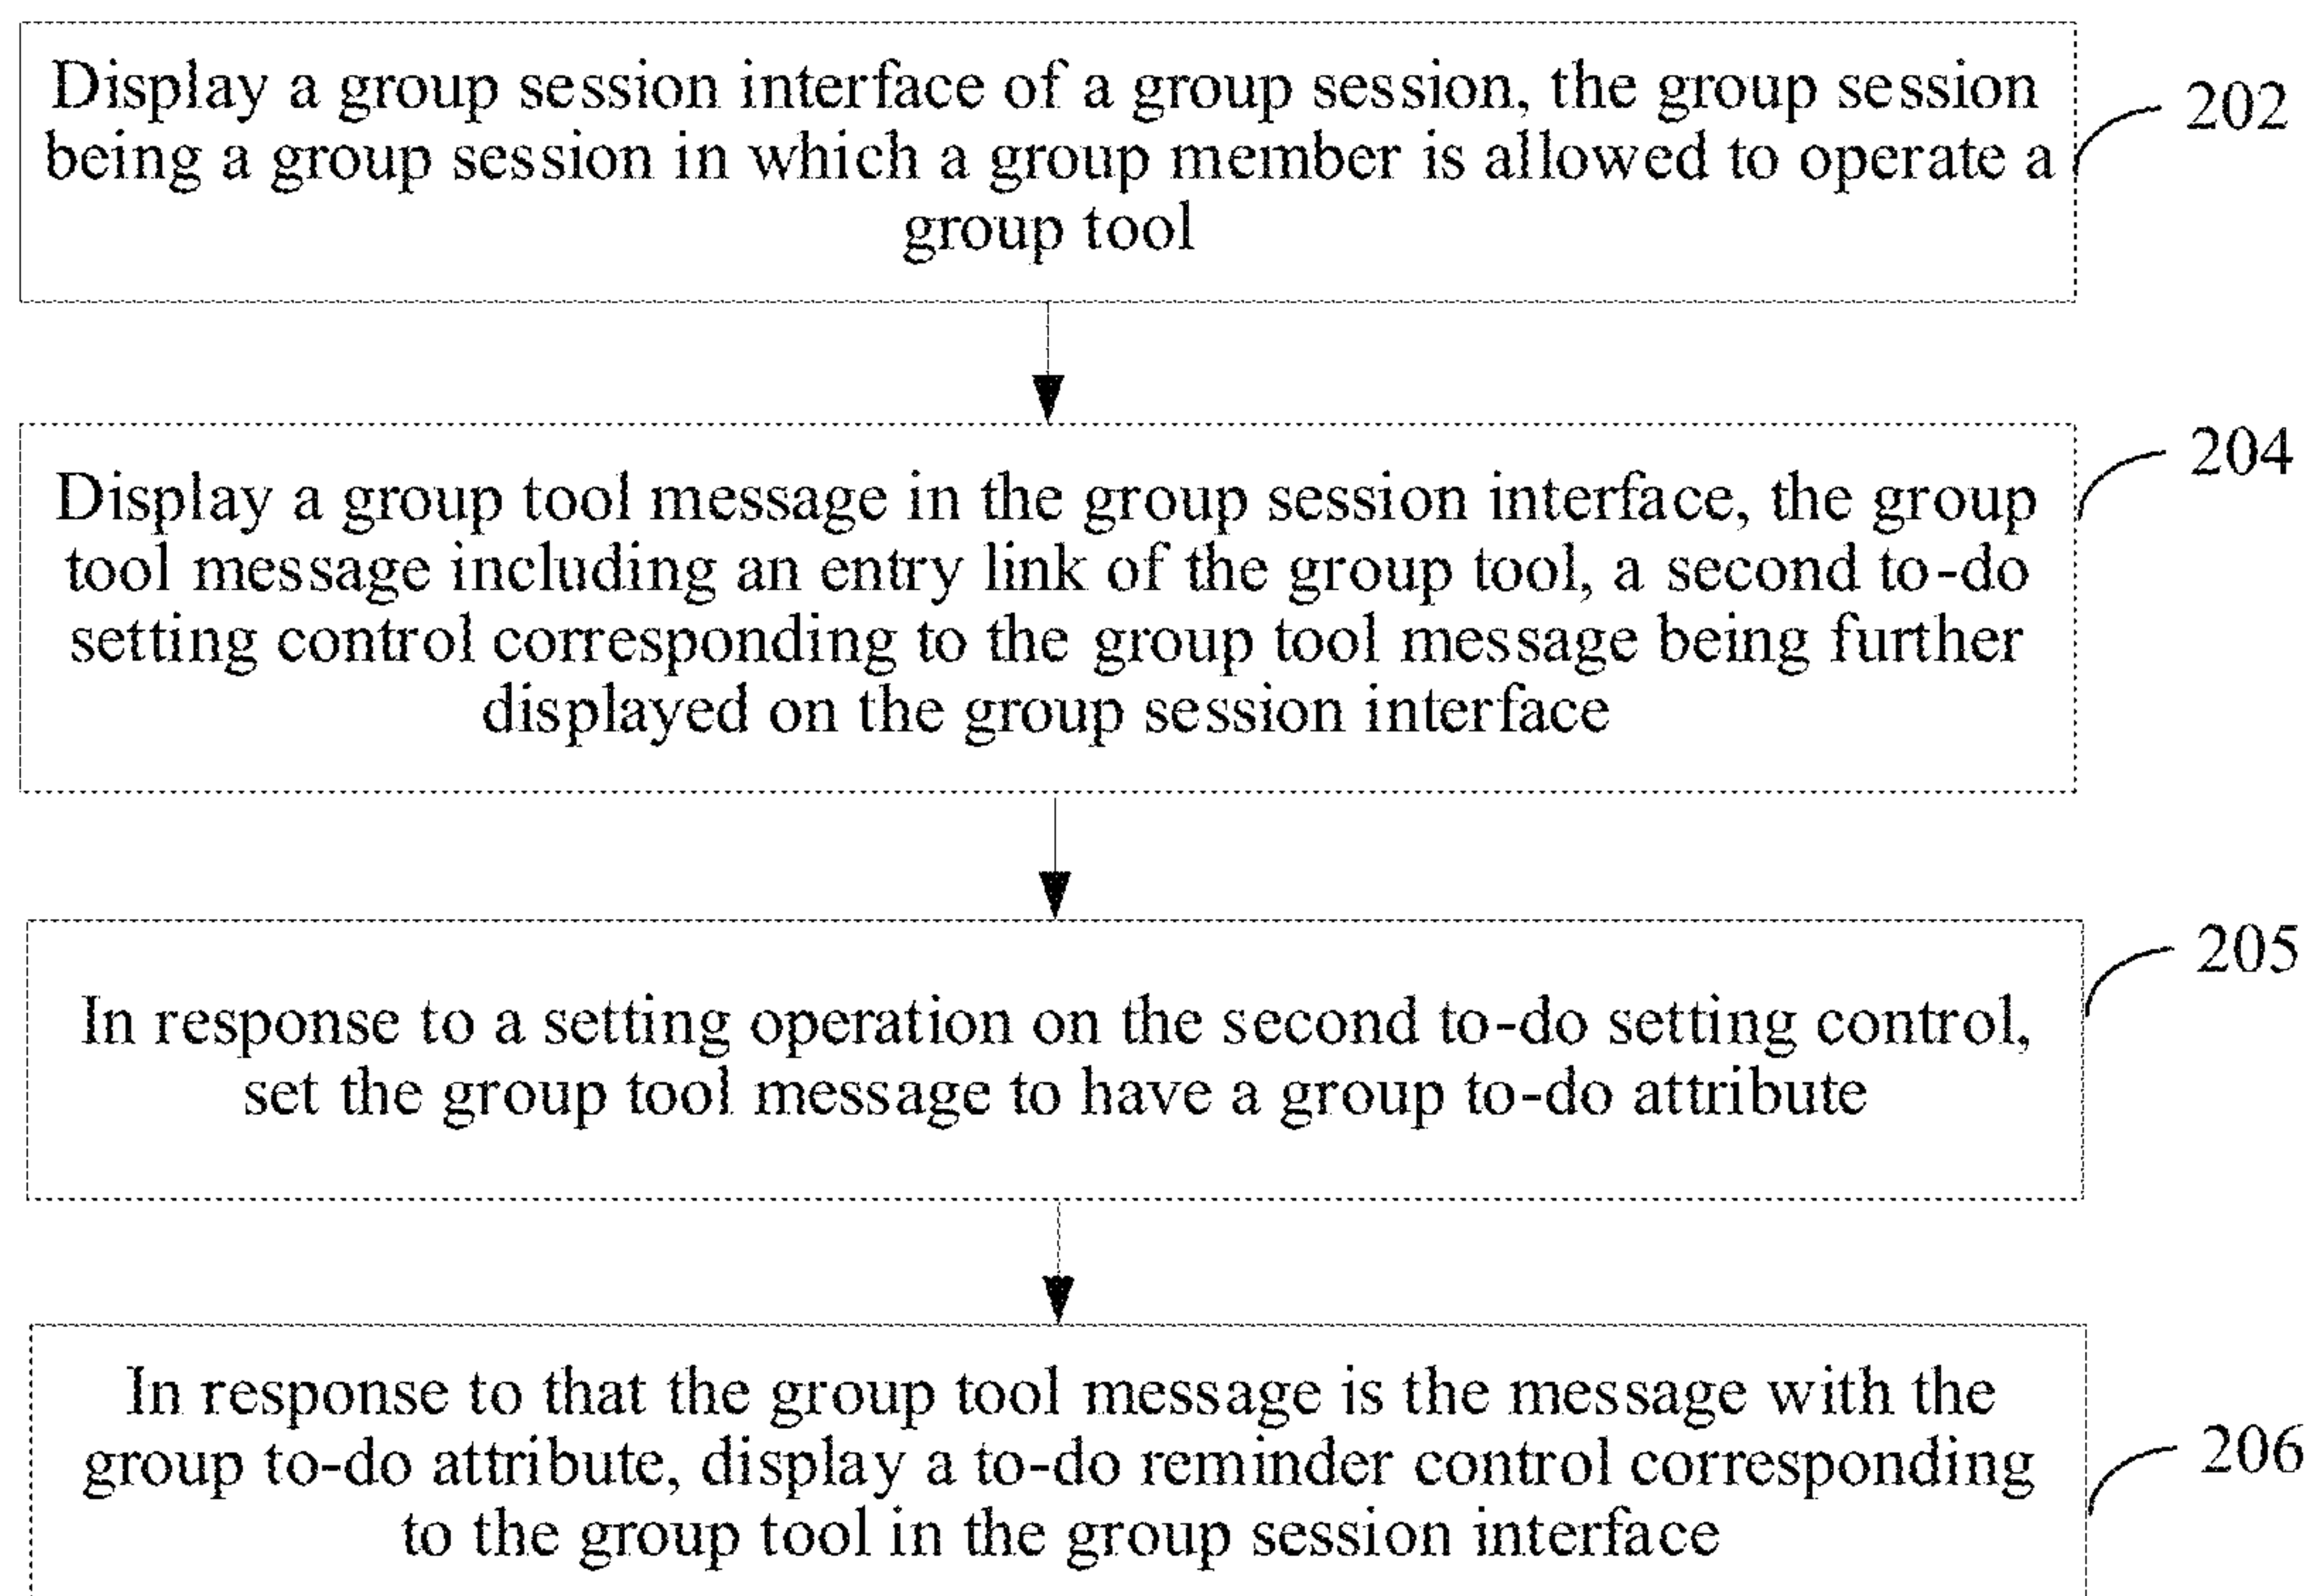 Display a group session interface of a group session, the group session
being a group session in which a group member is allowed to operate a
group tool
202
Display a group tool message in the group session interface, the group
tool message including an entry link of the group tool, a second to-do
setting control corresponding to the group tool message being further
displayed on the group session interface
204
In response to a setting operation on the second to-do setting control,
set the group tool message to have a group to-do attribute
205
In response to that the group tool message is the message with the
group to-do attribute, display a to-do reminder control corresponding
to the group tool in the group session interface
206